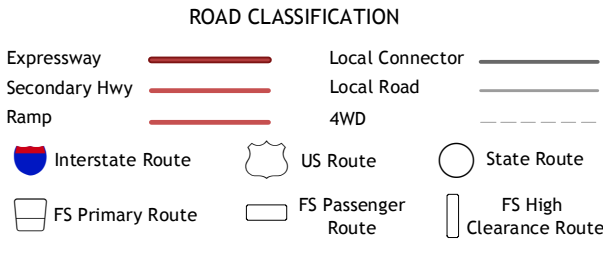 ROAD CLASSIFICATION
Expressway
Local Connector
Secondary Hwy
Local Road
Ramp
4WD
Interstate Route
US Route
State Route
FS Primary Route
FS Passenger
Route
FS High
Clearance Route